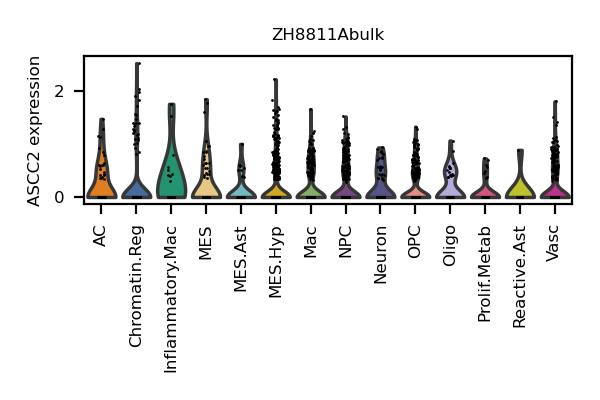 ZH8811Abulk
ASCC2 expression
2
0
AC
Chromatin.Reg
Inflammatory.Mac
MES
MES.Ast
MES.Hyp
Mac
NPC
Neuron
OPC
Oligo
Prolif.Metab
Reactive.Ast
Vasc